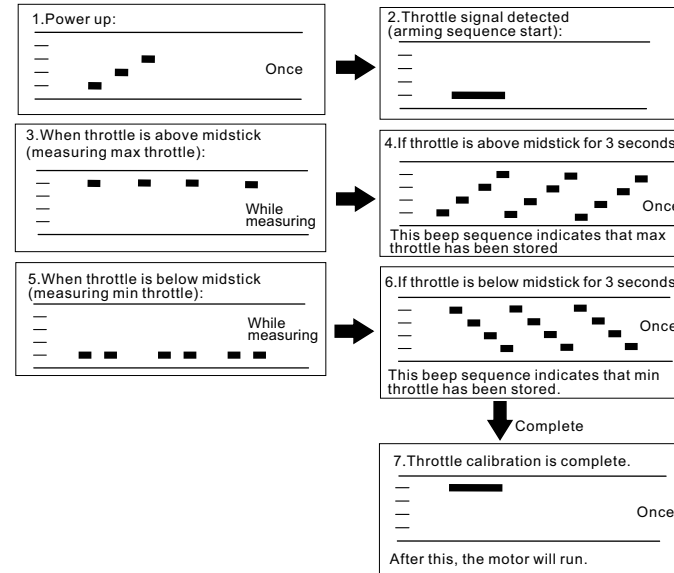 1.Power up:
Once
2.Throttle signal detected
(arming sequence start):
3.When throttle is above midstick
(measuring max throttle):
While
measuring
4.If throttle is above midstick for 3 seconds
Once
This beep sequence indicates that max
throttle has been stored
5.When throttle is below midstick
(measuring min throttle):
While
measuring
6.If throttle is below midstick for 3 seconds
Once
This beep sequence indicates that min
throttle has been stored.
Complete
7.Throttle calibration is complete.
Once
After this, the motor will run.